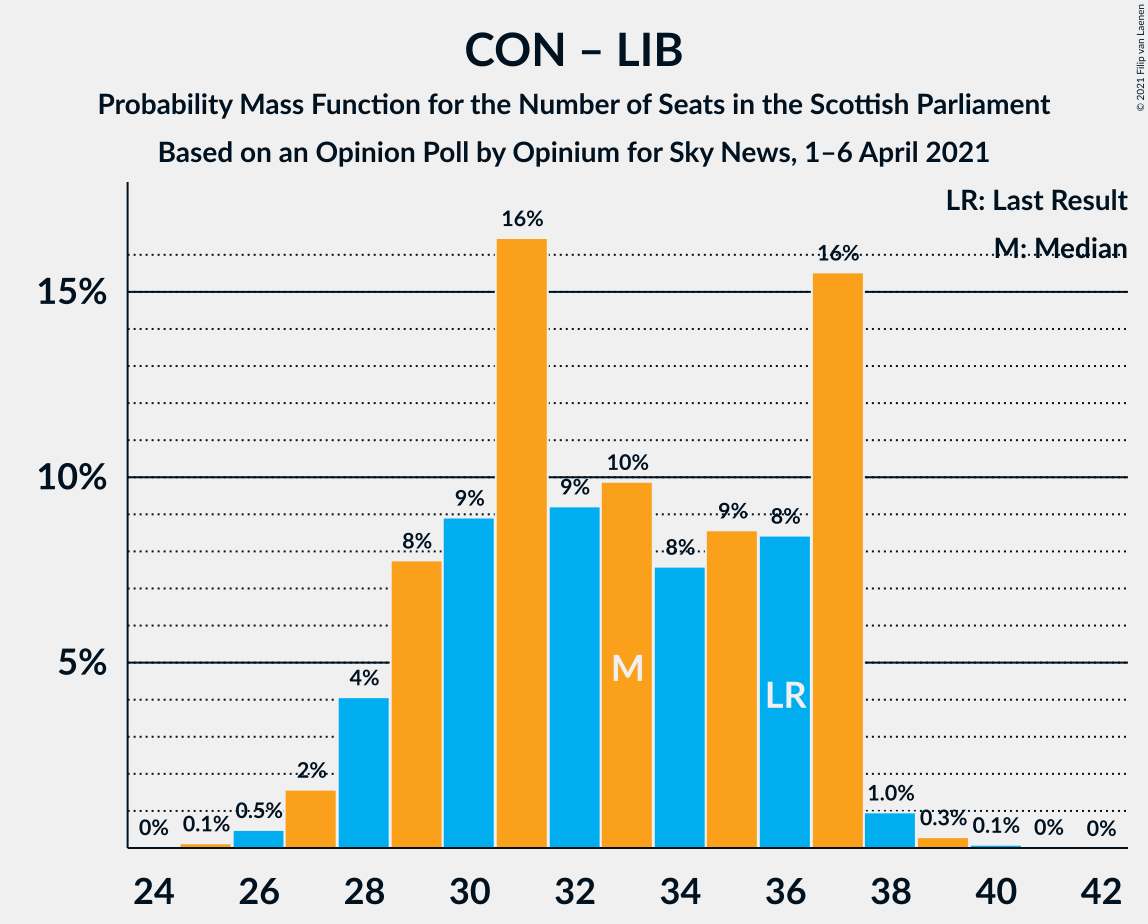 CON – LIB
Probability Mass Function for the Number of Seats in the Scottish Parliament
Based on an Opinion Poll by Opinium for Sky News, 1–6 April 2021
© 2021 Filip van Laenen
LR: Last Result
M: Median
15%
10%
5%
0%
0.1%
0.5%
2%
4%
8%
9%
16%
9%
10%
8%
9%
8%
16%
1.0%
0.3%
0.1%
0%
0%
M
LR
24 26 28 30 32 34 36 38 40 42